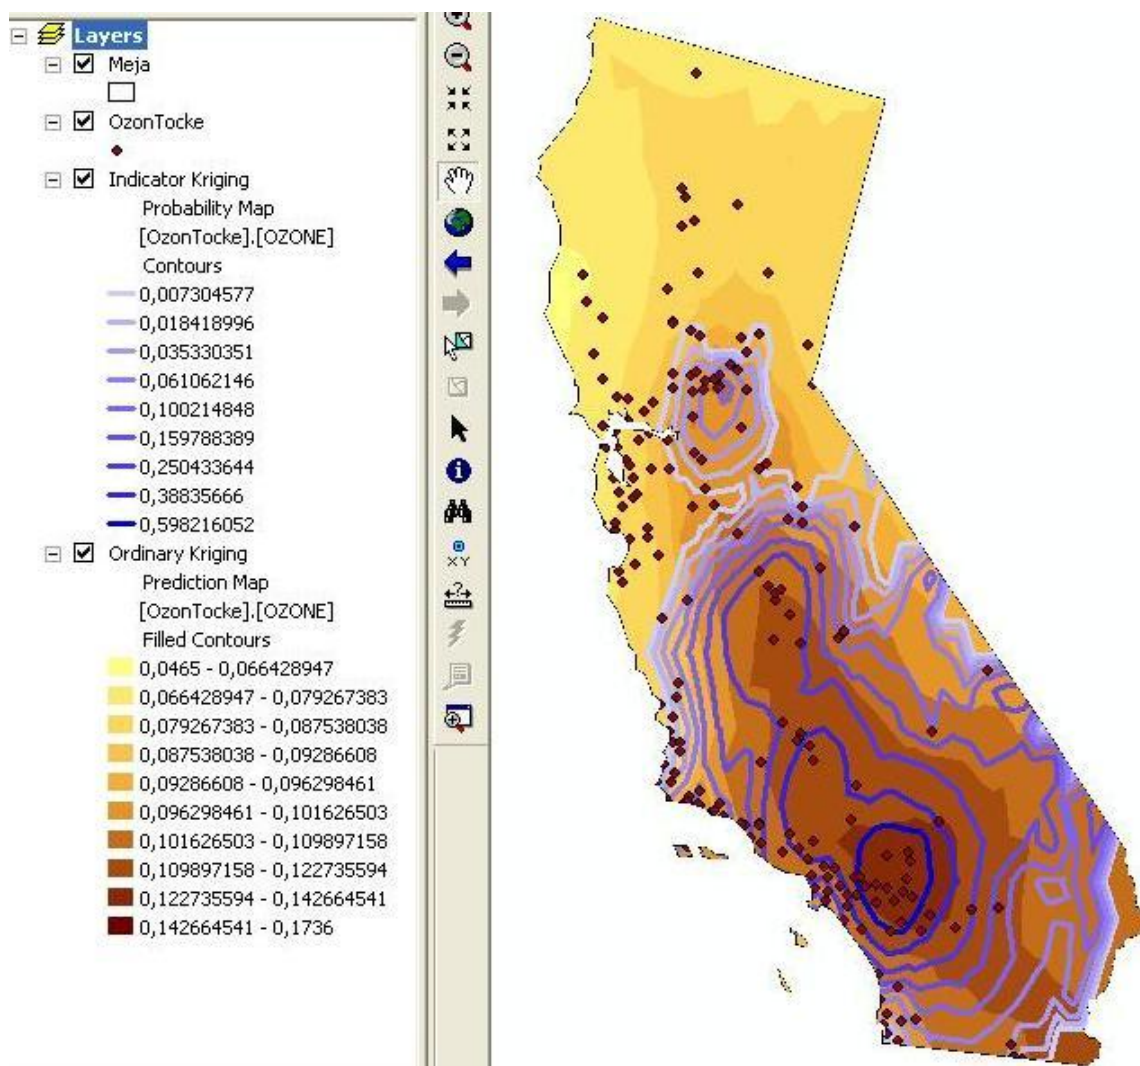 Layers
Meja
OzonTocke
Indicator Kriging
Probability Map
[OzonTocke].[OZONE]
Contours
0,007304577
0,018418996
0,035330351
0,061062146
0,100214848
0,159788389
0,250433644
0,38835666
0,598216052
Ordinary Kriging
Prediction Map
[OzonTocke].[OZONE]
Filled Contours
0,0465 - 0,066428947
0,066428947 - 0,079267383
0,079267383 - 0,087538038
0,087538038 - 0,09286608
0,09286608 - 0,096298461
0,096298461 - 0,101626503
0,101626503 - 0,109897158
0,109897158 - 0,122735594
0,122735594 - 0,142664541
0,142664541 - 0,1736
XY